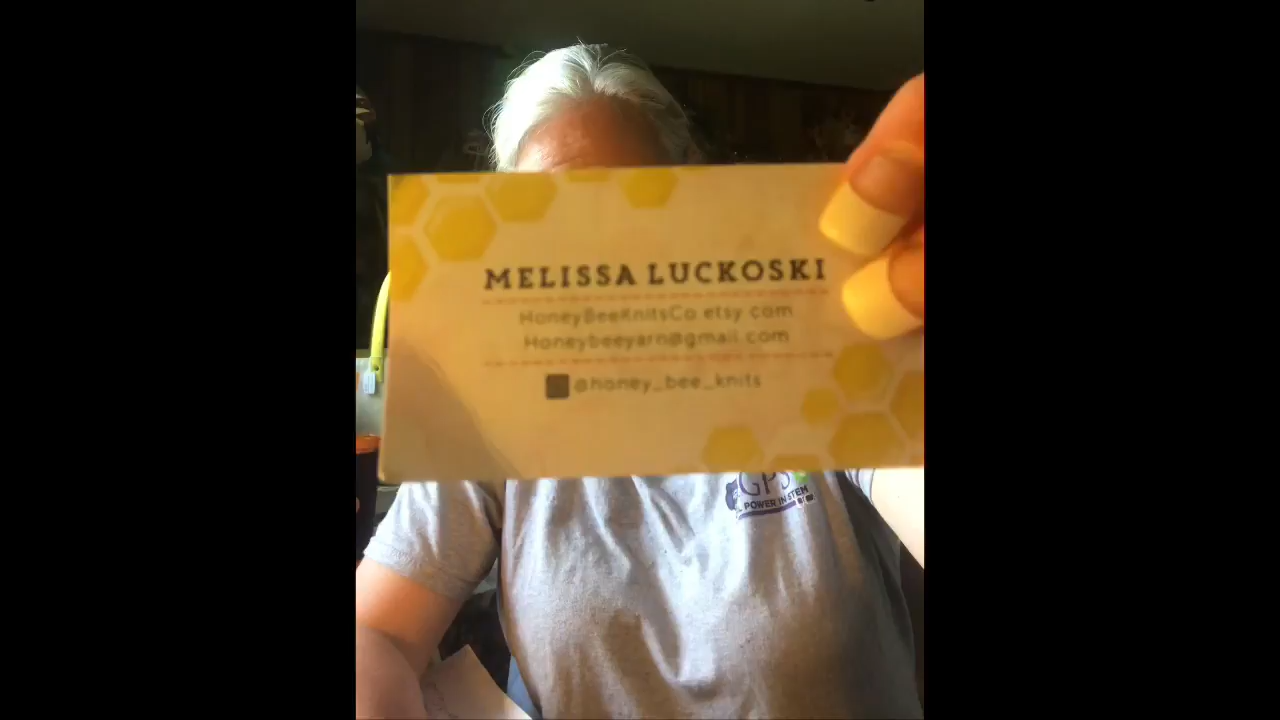 MELISSA LUCKOSKI
HoneyBeeKnitsCo.etsy.com
Honeybeeyarn@gmail.com
@honey_bee_knits
GPS
POWER IN STEM